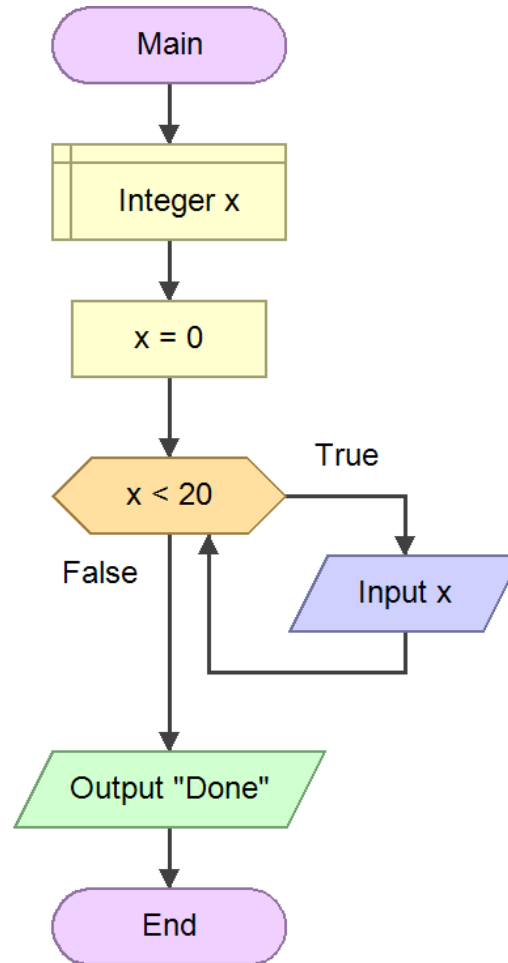 Main
Integer x
x = 0
x < 20
True
False
Input x
Output "Done"
End